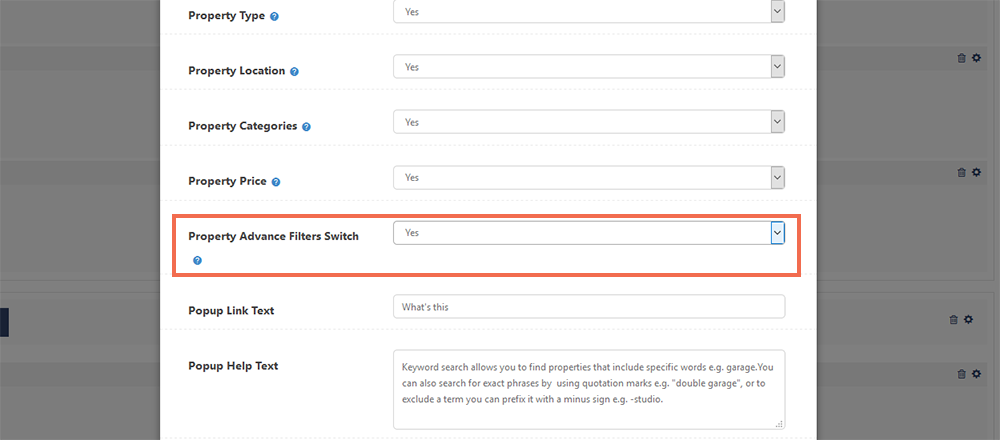 Property Type ? Yes
Property Location ? Yes
Property Categories ? Yes
Property Price ? Yes
Property Advance Filters Switch Yes
?
Popup Link Text What's this
Popup Help Text
Keyword search allows you to find properties that include specific words e.g. garage.You
can also search for exact phrases by using quotation marks e.g. "double garage", or to
exclude a term you can prefix it with a minus sign e.g. -studio.